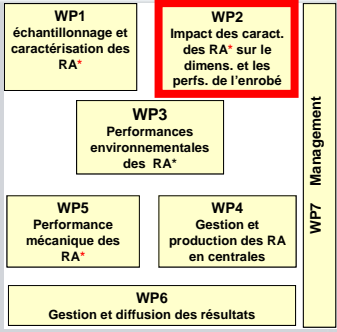 WP1
échantillonnage et
caractérisation des
RA*
WP2
Impact des caract.
des RA* sur le
dimens. et les
perfs. de l'enrobé
WP3
Performances
environnementales
des RA*
WP5
Performance
mécanique des
RA*
WP4
Gestion et
production des RA
en centrales
WP6
Gestion et diffusion des résultats
WP7 Management